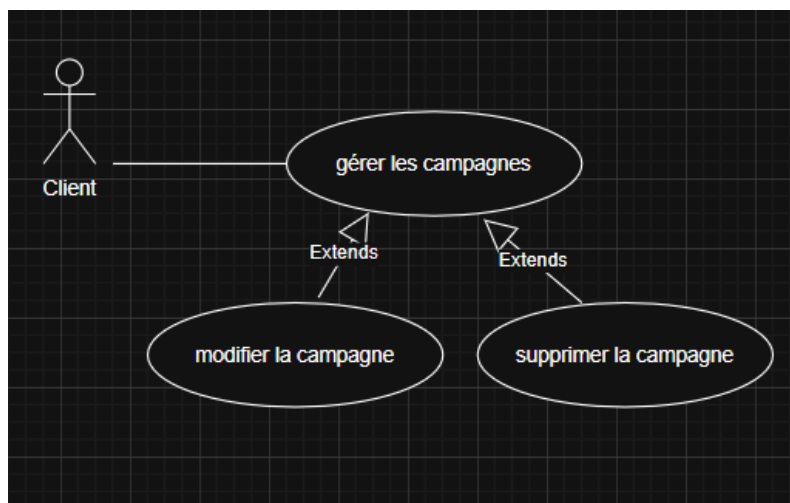 Client
gérer les campagnes
Extends
Extends
modifier la campagne
supprimer la campagne